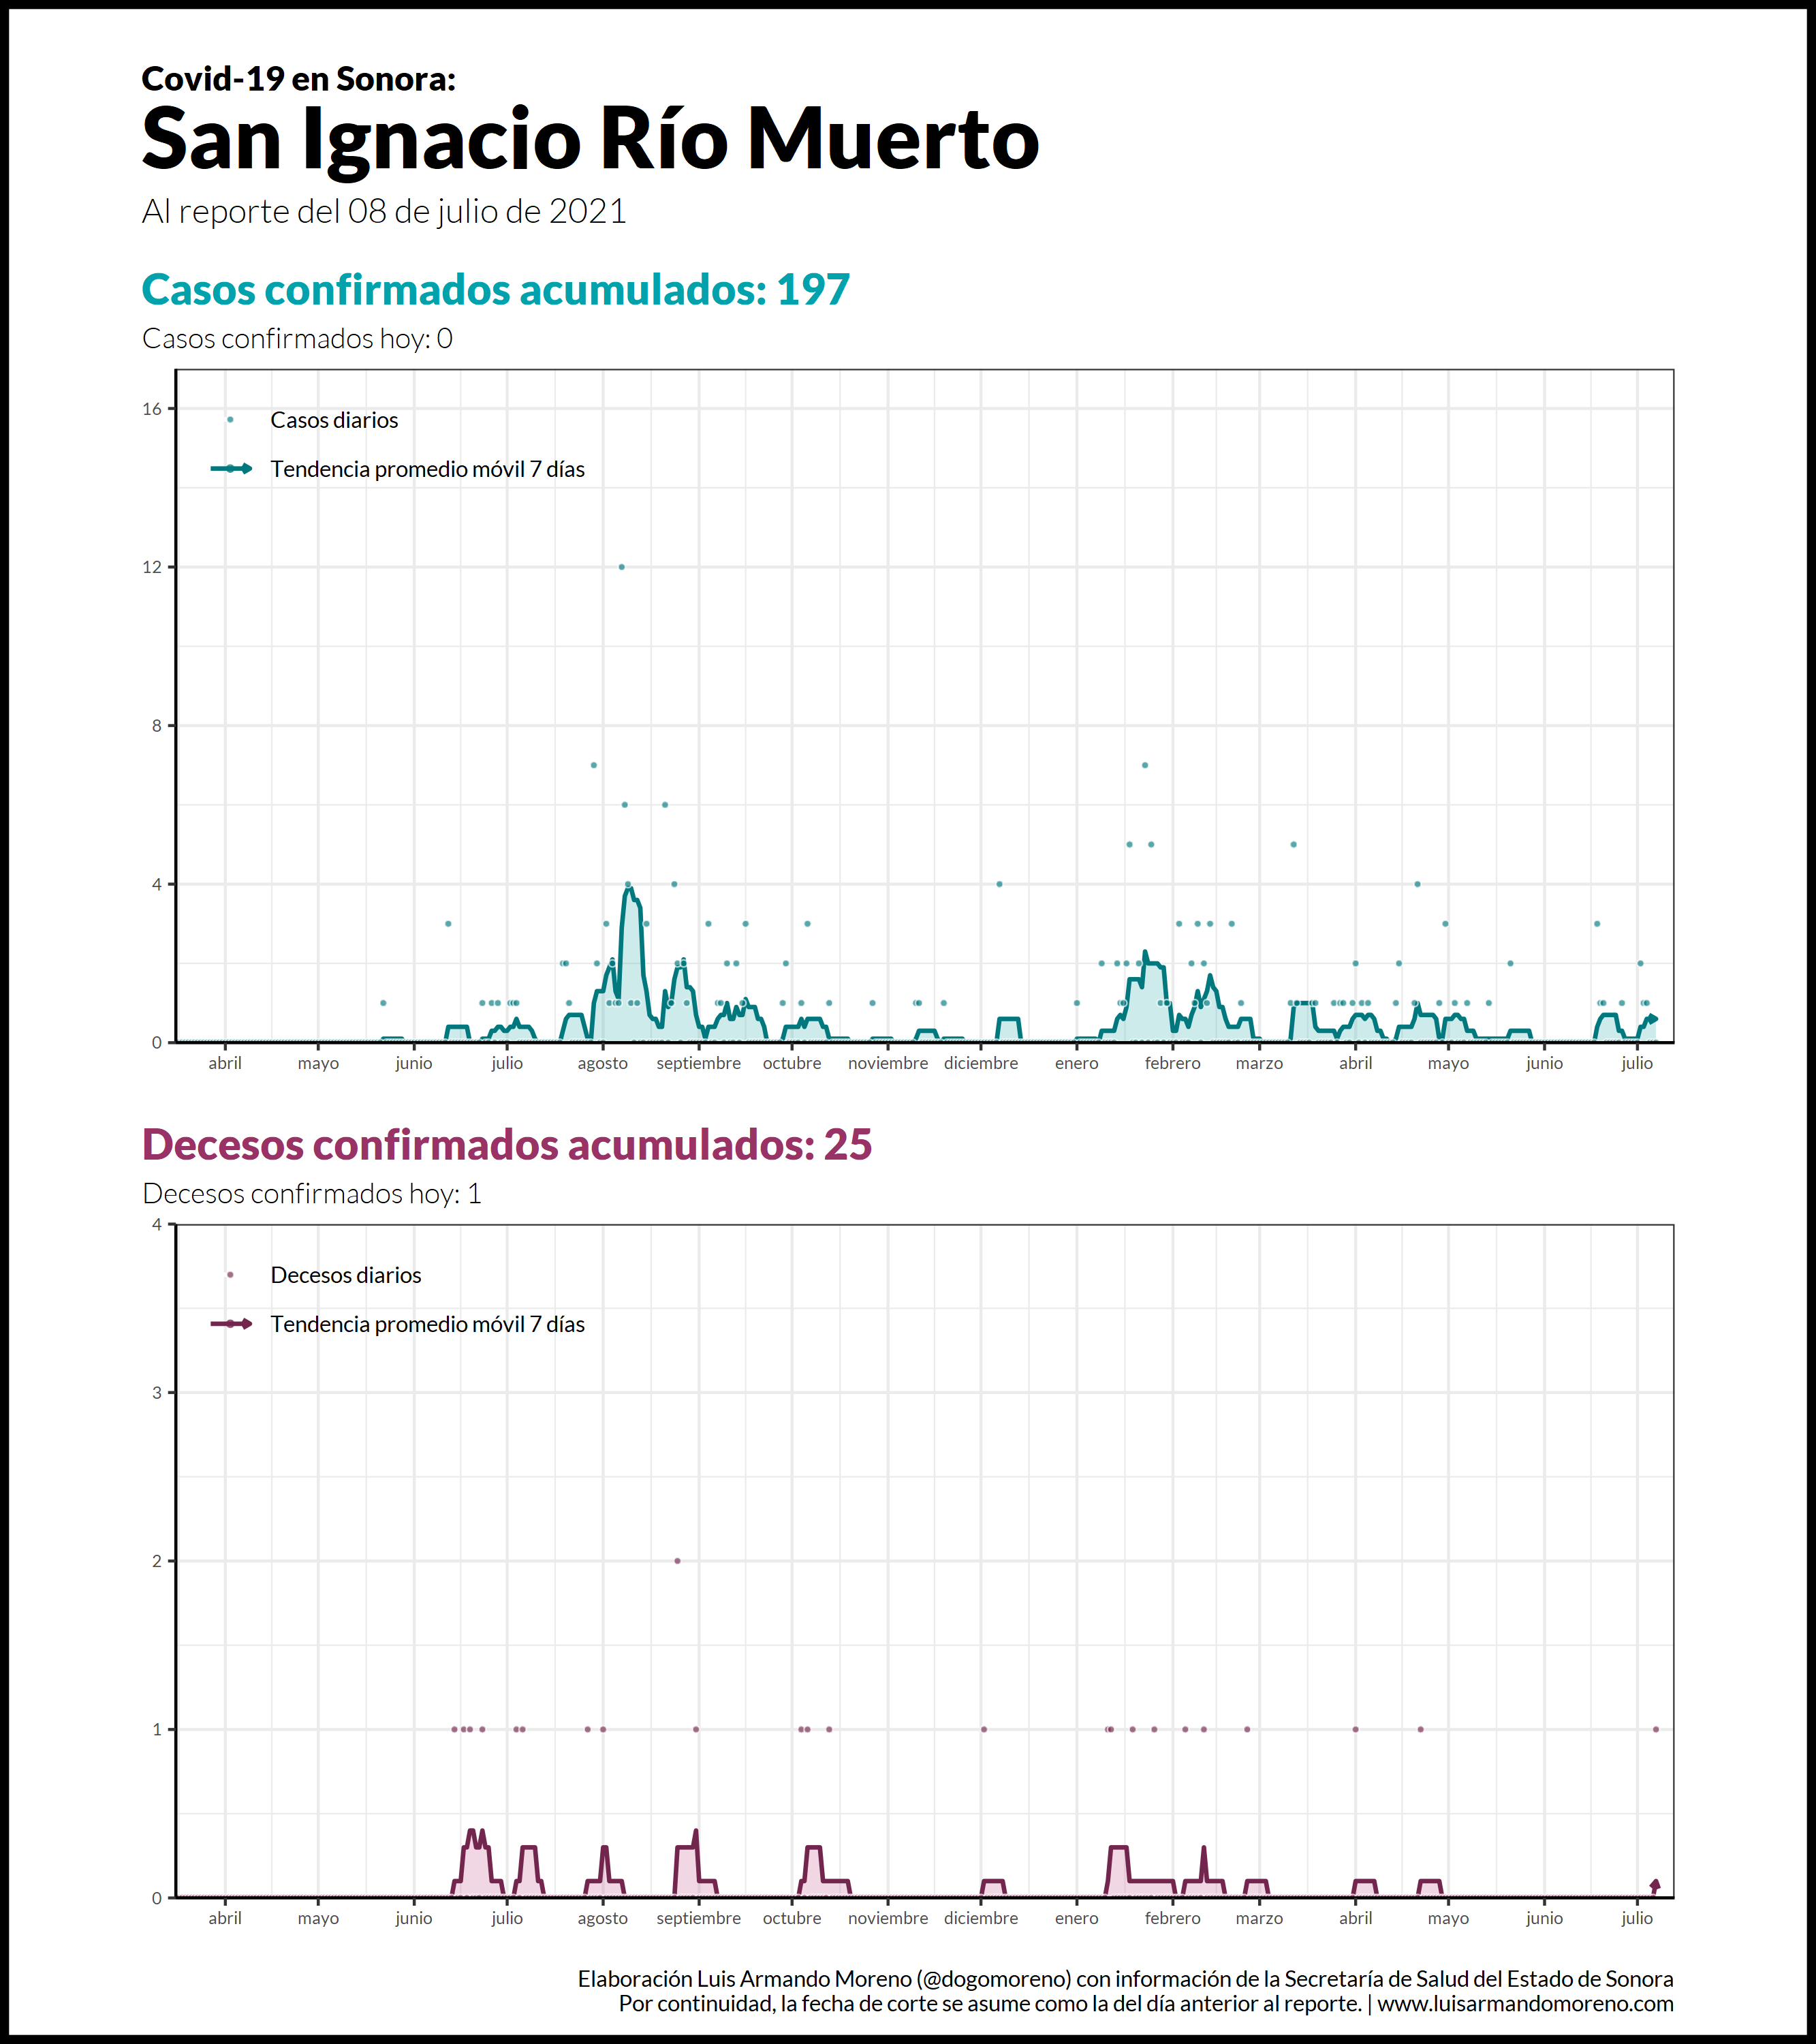 Covid-19 en Sonora:
San Ignacio Río Muerto
Al reporte del 08 de julio de 2021
Casos confirmados acumulados: 197
Casos confirmados hoy: 0
16
12
8
4
0
Casos diarios
Tendencia promedio móvil 7 días
abril mayo junio julio agosto septiembre octubre noviembre diciembre enero febrero marzo abril mayo junio julio
Decesos confirmados acumulados: 25
Decesos confirmados hoy: 1
4
3
2
1
0
Decesos diarios
Tendencia promedio móvil 7 días
abril mayo junio julio agosto septiembre octubre noviembre diciembre enero febrero marzo abril mayo junio julio
Elaboración Luis Armando Moreno (@dogomoreno) con información de la Secretaría de Salud del Estado de Sonora
Por continuidad, la fecha de corte se asume como la del día anterior al reporte. | www.luisarmandomoreno.com